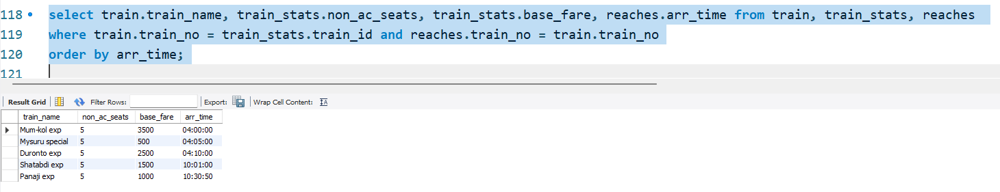 118 select train.train_name, train_stats.non_ac_seats, train_stats.base_fare, reaches.arr_time from train, train_stats, reaches
119 where train.train_no = train_stats.train_id and reaches.train_no = train.train_no
120 order by arr_time;
121
Result Grid Filter Rows: Export: Wrap Cell Content: IA
train_name non_ac_seats base_fare arr_time
Mum-kol exp 5 3500 04:00:00
Mysuru special 5 500 04:05:00
Duronto exp 5 2500 04:10:00
Shatabdi exp 5 1500 10:01:00
Panaji exp 5 1000 10:30:50